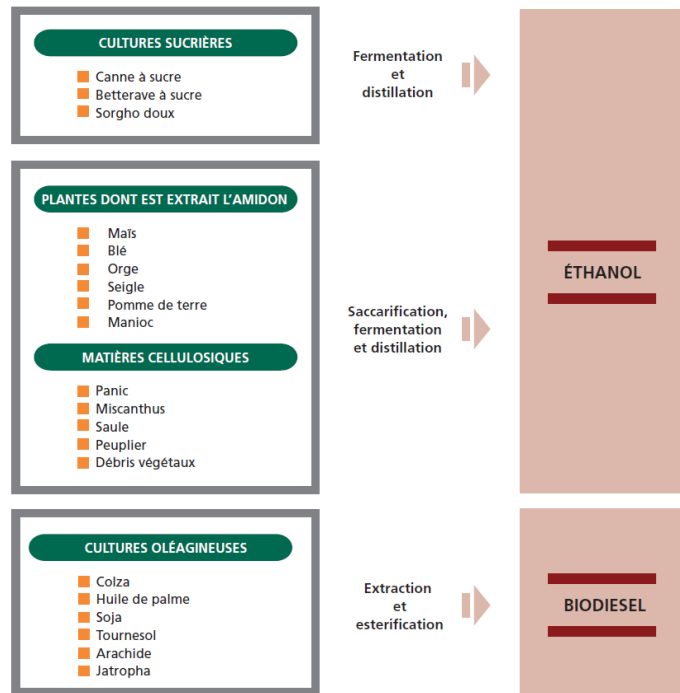 CULTURES SUCRIÈRES
Canne à sucre
Betterave à sucre
Sorgho doux
Fermentation
et
distillation
PLANTES DONT EST EXTRAIT L'AMIDON
Maïs
Blé
Orge
Seigle
Pomme de terre
Manioc
MATIÈRES CELLULOSIQUES
Panic
Miscanthus
Saule
Peuplier
Débris végétaux
Saccarification,
fermentation
et distillation
ÉTHANOL
CULTURES OLÉAGINEUSES
Colza
Huile de palme
Soja
Tournesol
Arachide
Jatropha
Extraction
et
esterification
BIODIESEL